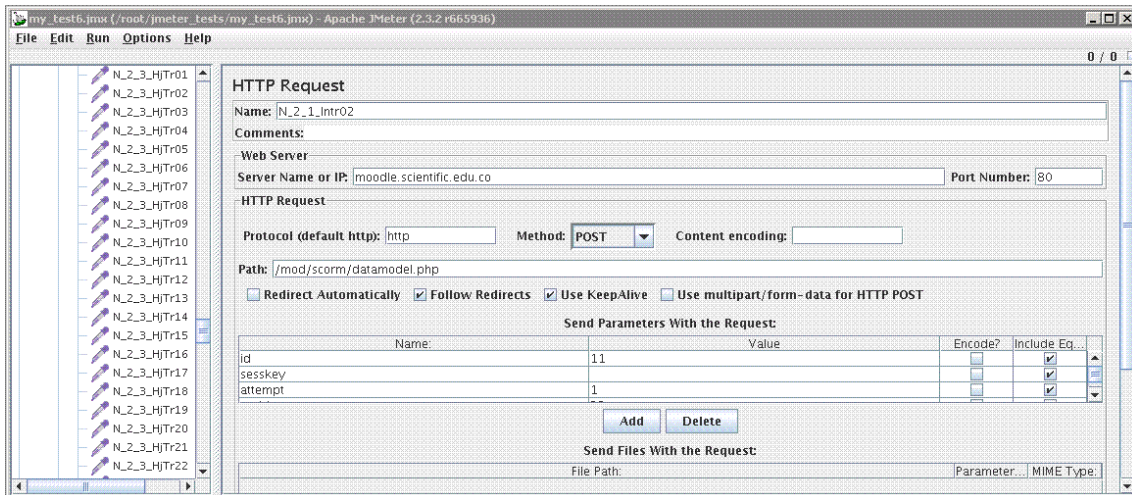 my_test6.jmx (/root/jmeter_tests/my_test6.jmx) - Apache JMeter (2.3.2 r665936)
File Edit Run Options Help
0 / 0
N_2_3_HjTr01
N_2_3_HjTr02
N_2_3_HjTr03
N_2_3_HjTr04
N_2_3_HjTr05
N_2_3_HjTr06
N_2_3_HjTr07
N_2_3_HjTr08
N_2_3_HjTr09
N_2_3_HjTr10
N_2_3_HjTr11
N_2_3_HjTr12
N_2_3_HjTr13
N_2_3_HjTr14
N_2_3_HjTr15
N_2_3_HjTr16
N_2_3_HjTr17
N_2_3_HjTr18
N_2_3_HjTr19
N_2_3_HjTr20
N_2_3_HjTr21
N_2_3_HjTr22
HTTP Request
Name: N_2_1_Intr02
Comments:
Web Server
Server Name or IP: moodle.scientific.edu.co Port Number: 80
HTTP Request
Protocol (default http): http Method: POST Content encoding:
Path: /mod/scorm/datamodel.php
Redirect Automatically Follow Redirects Use KeepAlive Use multipart/form-data for HTTP POST
Send Parameters With the Request:
Name: Value Encode? Include Eq...
id 11
sesskey
attempt 1
Add Delete
Send Files With the Request:
File Path: Parameter... MIME Type: